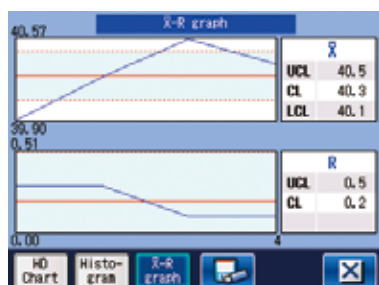 X̄-R graph
40.57
X̄
UCL 40.5
CL 40.3
LCL 40.1
39.90
0.51
R
UCL 0.5
CL 0.2
0.00
4
HD Chart
Histo-gram
X̄-R graph